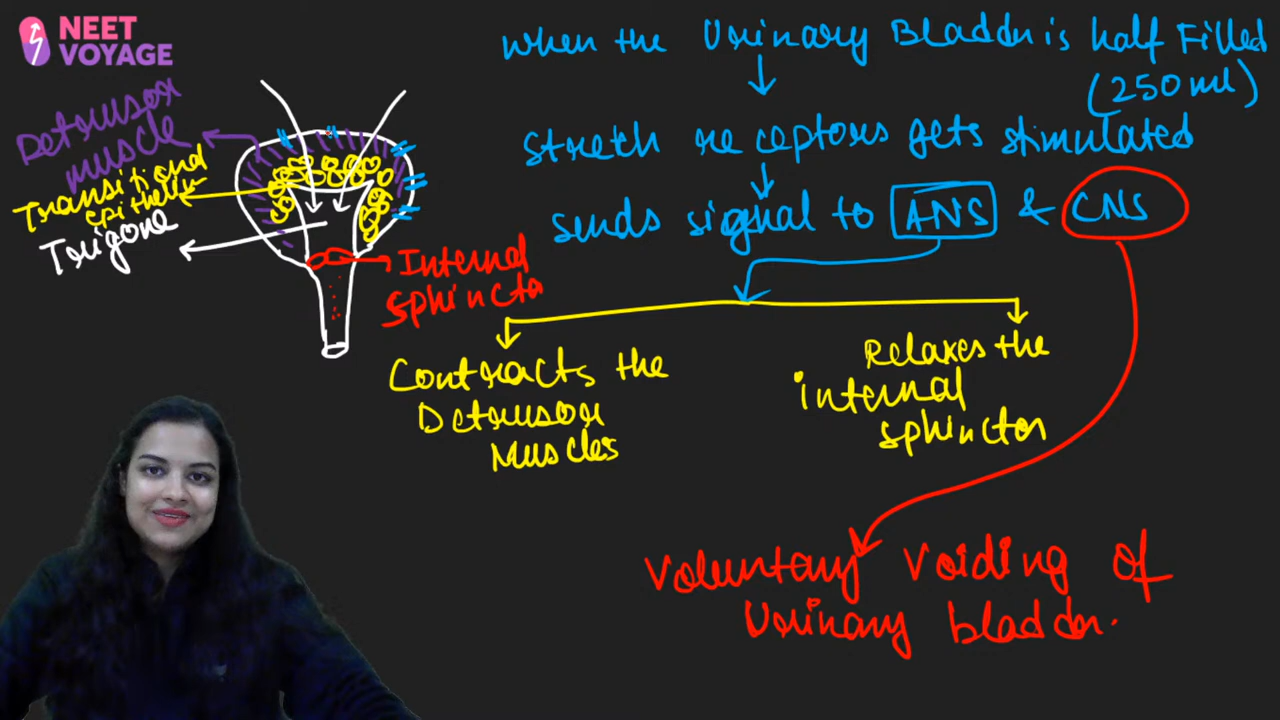 NEET
VOYAGE
When the Urinary Bladder is half Filled
(250 ml)
Stretch receptors gets stimulated
sends signal to ANS & CNS
Detrusor
muscle
Transitional
epithelium
Trigone
Internal
sphincter
Contracts the
Detrusor
Muscles
Relaxes the
internal
sphinctor
Voluntary Voiding of
Urinary bladder.